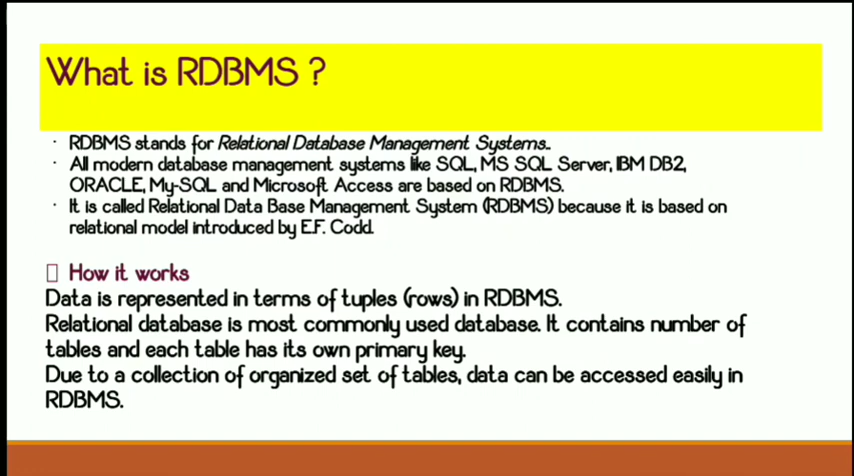 What is RDBMS ?
· RDBMS stands for Relational Database Management Systems..
· All modern database management systems like SQL, MS SQL Server, IBM DB2,
ORACLE, My-SQL and Microsoft Access are based on RDBMS.
· It is called Relational Data Base Management System (RDBMS) because it is based on
relational model introduced by E.F. Codd.
How it works
Data is represented in terms of tuples (rows) in RDBMS.
Relational database is most commonly used database. It contains number of
tables and each table has its own primary key.
Due to a collection of organized set of tables, data can be accessed easily in
RDBMS.